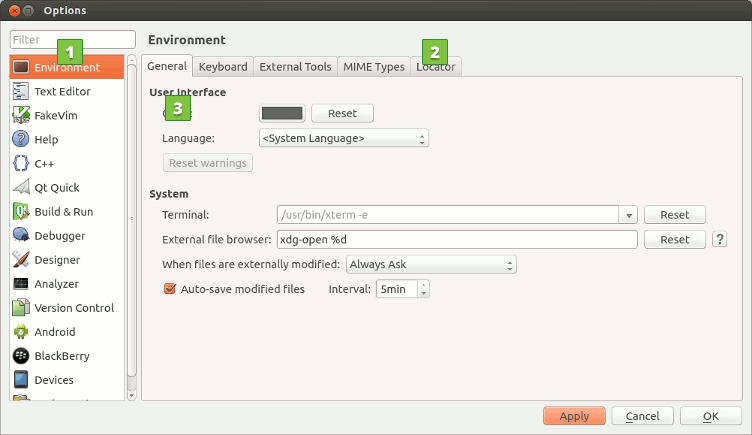 Options
Filter
Environment
1
2
3
Environment
Text Editor
FakeVim
Help
C++
Qt Quick
Build & Run
Debugger
Designer
Analyzer
Version Control
Android
BlackBerry
Devices
General Keyboard External Tools MIME Types Locator
User Interface
Reset
Language: <System Language>
Reset warnings
System
Terminal: /usr/bin/xterm -e Reset
External file browser: xdg-open %d Reset ?
When files are externally modified: Always Ask
Auto-save modified files Interval: 5min
Apply Cancel OK